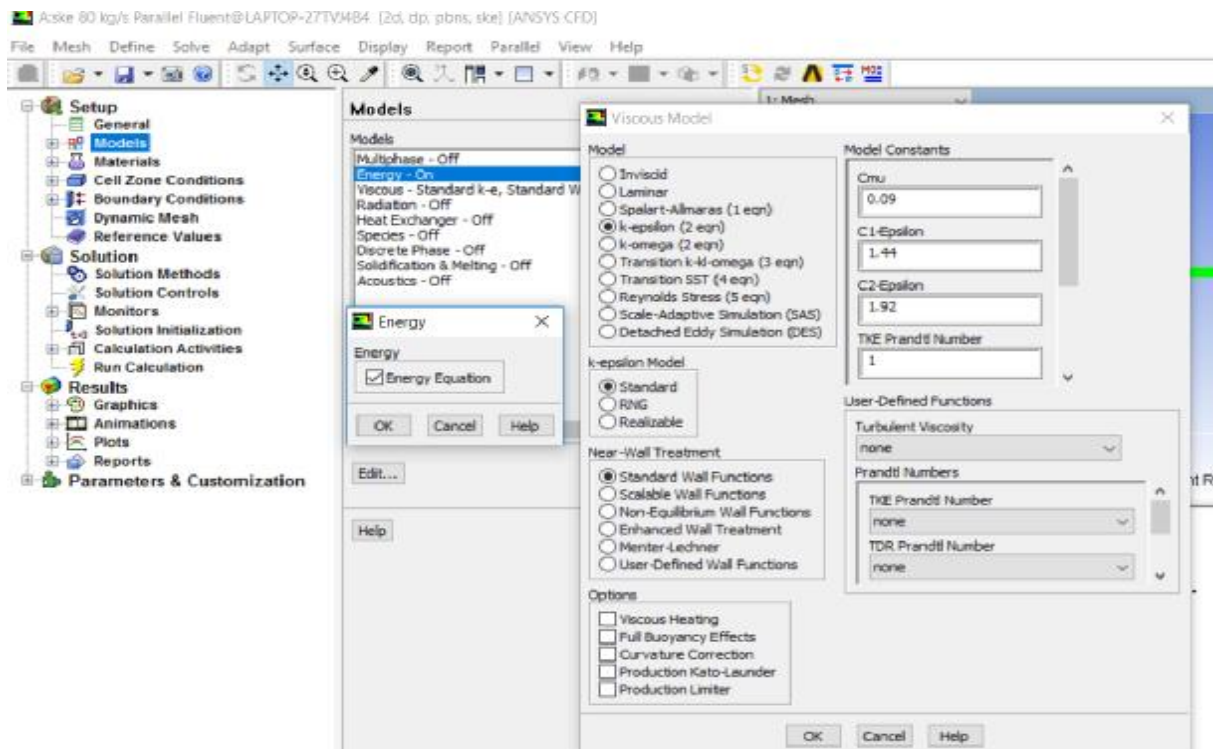 A:ske 80 kg/s Parallel Fluent@LAPTOP-27TVJ4B4 [2d, dp, pbns, ske] [ANSYS CFD]
File Mesh Define Solve Adapt Surface Display Report Parallel View Help
Setup
General
Models
Materials
Cell Zone Conditions
Boundary Conditions
Dynamic Mesh
Reference Values
Solution
Solution Methods
Solution Controls
Monitors
Solution Initialization
Calculation Activities
Run Calculation
Results
Graphics
Animations
Plots
Reports
Parameters & Customization
Models
Models
Multiphase - Off
Energy - On
Viscous - Standard k-e, Standard W
Radiation - Off
Heat Exchanger - Off
Species - Off
Discrete Phase - Off
Solidification & Melting - Off
Acoustics - Off
Energy
Energy
Energy Equation
OK Cancel Help
Edit...
Help
1: Mesh
Viscous Model
Model
Inviscid
Laminar
Spalart-Allmaras (1 eqn)
k-epsilon (2 eqn)
k-omega (2 eqn)
Transition k-kl-omega (3 eqn)
Transition SST (4 eqn)
Reynolds Stress (5 eqn)
Scale-Adaptive Simulation (SAS)
Detached Eddy Simulation (DES)
k-epsilon Model
Standard
RNG
Realizable
Near-Wall Treatment
Standard Wall Functions
Scalable Wall Functions
Non-Equilibrium Wall Functions
Enhanced Wall Treatment
Menter-Lechner
User-Defined Wall Functions
Options
Viscous Heating
Full Buoyancy Effects
Curvature Correction
Production Kato-Launder
Production Limiter
Model Constants
Cmu
0.09
C1-Epsilon
1.44
C2-Epsilon
1.92
TKE Prandtl Number
1
User-Defined Functions
Turbulent Viscosity
none
Prandtl Numbers
TKE Prandtl Number
none
TDR Prandtl Number
none
OK Cancel Help